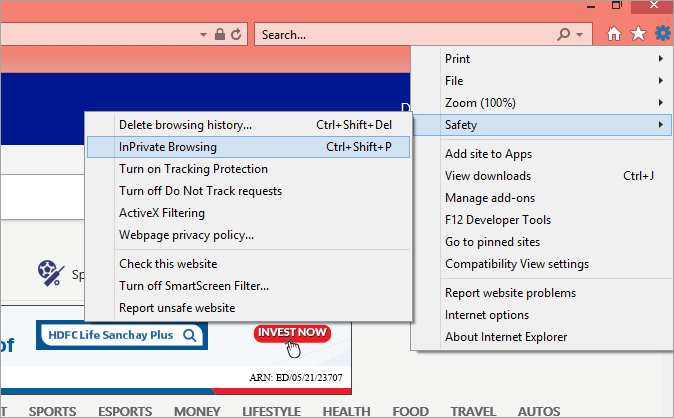 Search...
Print
File
Zoom (100%)
Safety
Add site to Apps
View downloads Ctrl+J
Manage add-ons
F12 Developer Tools
Go to pinned sites
Compatibility View settings
Report website problems
Internet options
About Internet Explorer
D
Delete browsing history... Ctrl+Shift+Del
InPrivate Browsing Ctrl+Shift+P
Turn on Tracking Protection
Turn off Do Not Track requests
ActiveX Filtering
Webpage privacy policy...
Check this website
Turn off SmartScreen Filter...
Report unsafe website
Sp
of
HDFC Life Sanchay Plus
INVEST NOW
ARN: ED/05/21/23707
T SPORTS ESPORTS MONEY LIFESTYLE HEALTH FOOD TRAVEL AUTOS